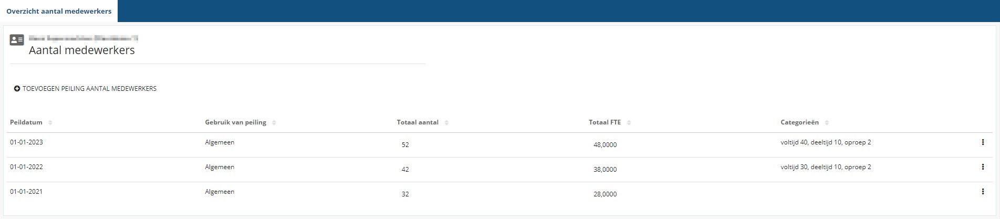 Overzicht aantal medewerkers
Aantal medewerkers
TOEVOEGEN PEILING AANTAL MEDEWERKERS
Peildatum Gebruik van peiling Totaal aantal Totaal FTE Categorieën
01-01-2023 Algemeen 52 48,0000 voltijd 40, deeltijd 10, oproep 2
01-01-2022 Algemeen 42 38,0000 voltijd 30, deeltijd 10, oproep 2
01-01-2021 Algemeen 32 28,0000